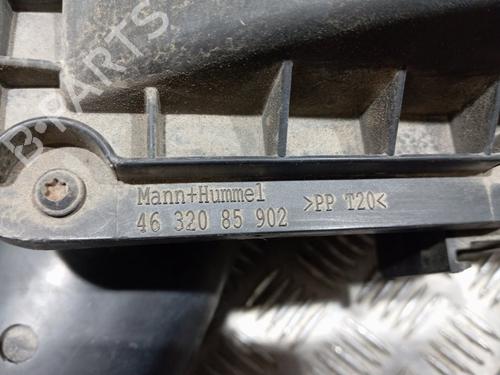 B-PARTS
Mann+Hummel
46 320 85 902
>PP T20<